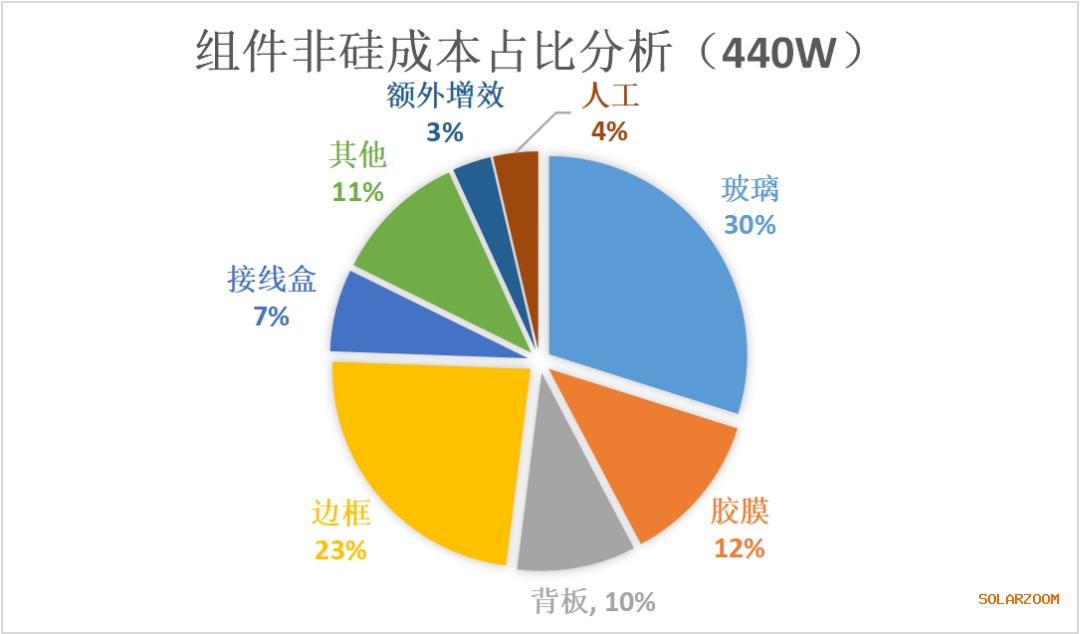 组件非硅成本占比分析（440W）
额外增效
3%
人工
4%
其他
11%
玻璃
30%
接线盒
7%
边框
23%
胶膜
12%
背板, 10%
SOLARZOOM